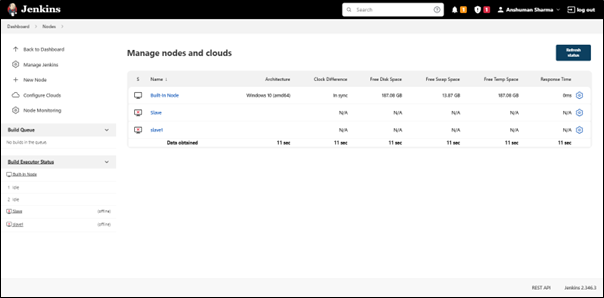 Jenkins
Search
1
1
Anshuman Sharma
log out
Dashboard
Nodes
Back to Dashboard
Manage Jenkins
New Node
Configure Clouds
Node Monitoring
Build Queue
No builds in the queue.
Build Executor Status
Built-In Node
1 Idle
2 Idle
Slave (offline)
slave1 (offline)
Manage nodes and clouds
Refresh
status
S Name ↓ Architecture Clock Difference Free Disk Space Free Swap Space Free Temp Space Response Time
Built-In Node Windows 10 (amd64) In sync 187.08 GB 13.87 GB 187.08 GB 0ms
Slave N/A N/A N/A N/A N/A
slave1 N/A N/A N/A N/A N/A
Data obtained 11 sec 11 sec 11 sec 11 sec 11 sec 11 sec
REST API Jenkins 2.346.3